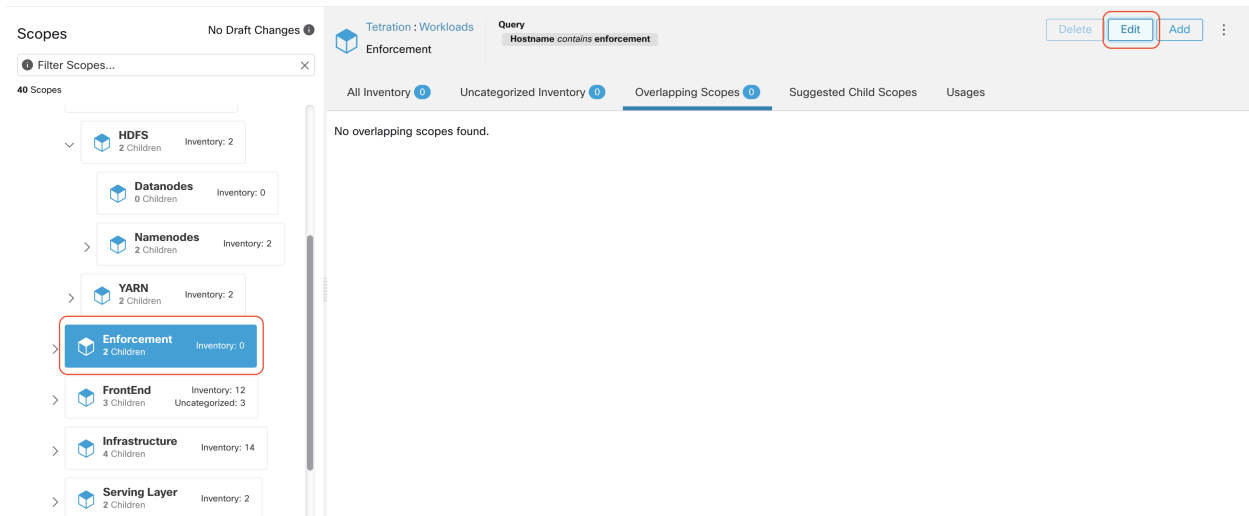 Scopes
No Draft Changes
Filter Scopes...
40 Scopes
HDFS
2 Children
Inventory: 2
Datanodes
0 Children
Inventory: 0
Namenodes
2 Children
Inventory: 2
YARN
2 Children
Inventory: 2
Enforcement
2 Children
Inventory: 0
FrontEnd
3 Children
Inventory: 12
Uncategorized: 3
Infrastructure
4 Children
Inventory: 14
Serving Layer
2 Children
Inventory: 2
Tetration : Workloads
Enforcement
Query
Hostname contains enforcement
Delete
Edit
Add
All Inventory 0
Uncategorized Inventory 0
Overlapping Scopes 0
Suggested Child Scopes
Usages
No overlapping scopes found.